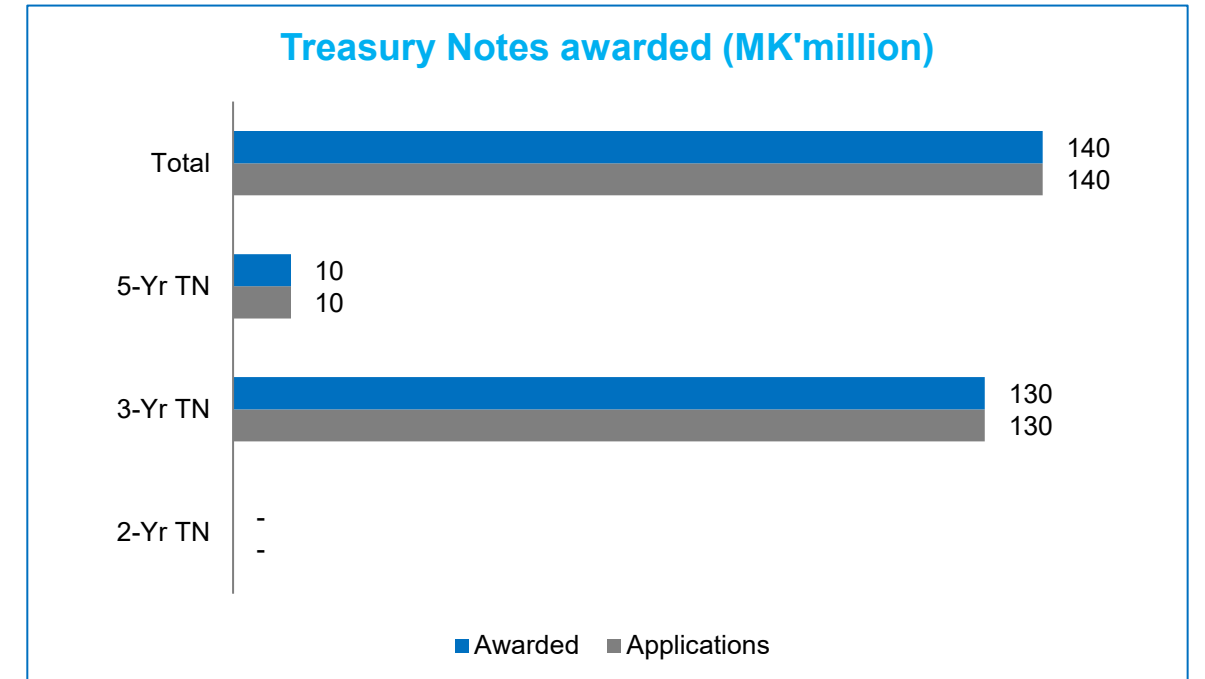 Treasury Notes awarded (MK'million)
Total
140
140
5-Yr TN
10
10
3-Yr TN
130
130
2-Yr TN
-
-
Awarded Applications